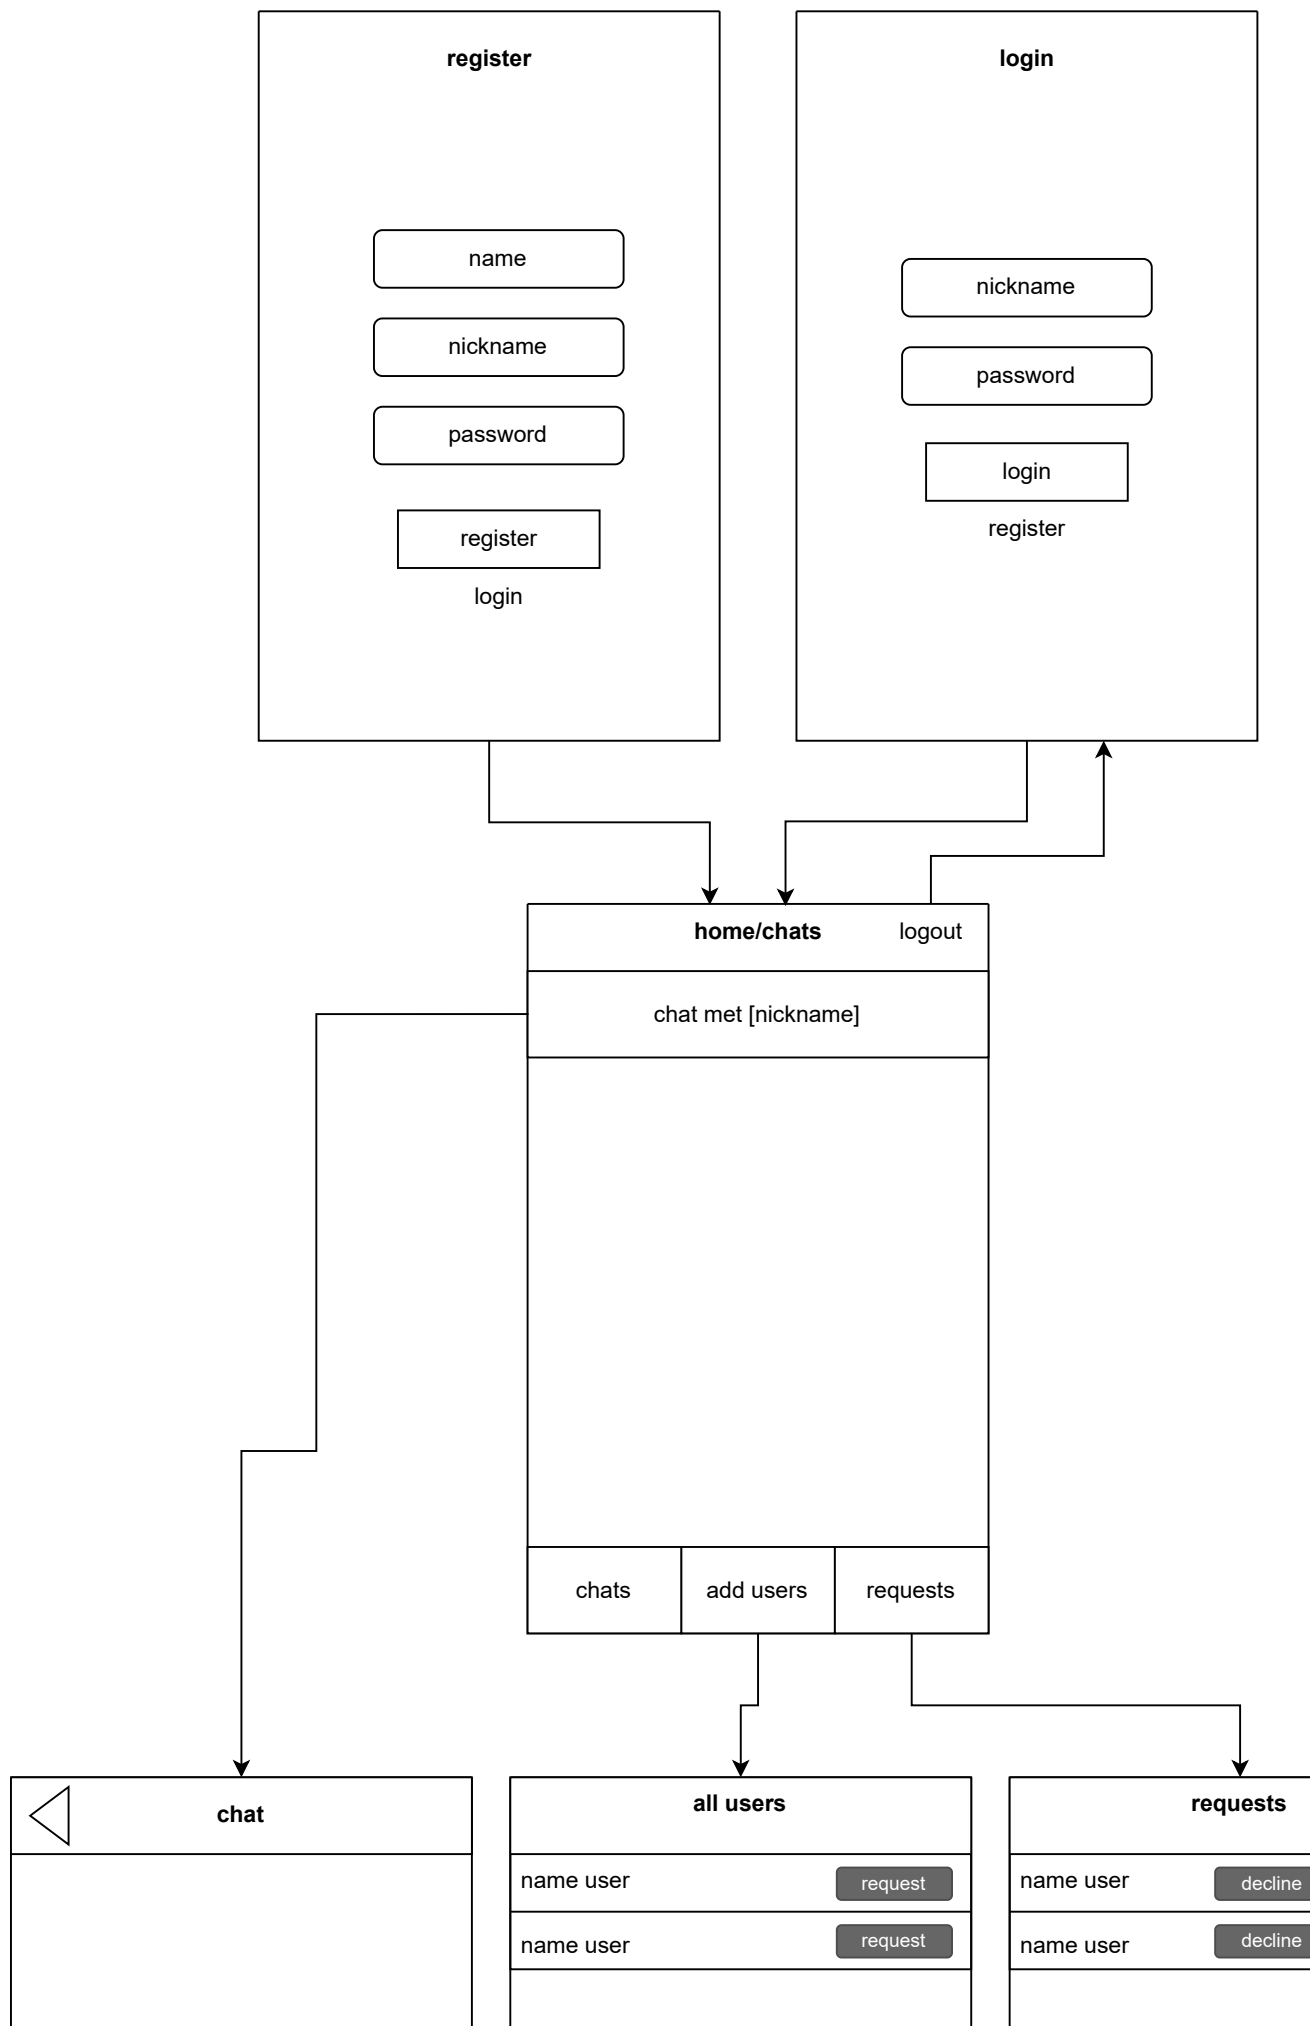 register
name
nickname
password
register
login
login
nickname
password
login
register
home/chats
logout
chat met [nickname]
chats
add users
requests
chat
all users
name user
request
name user
request
requests
name user
decline
name user
decline